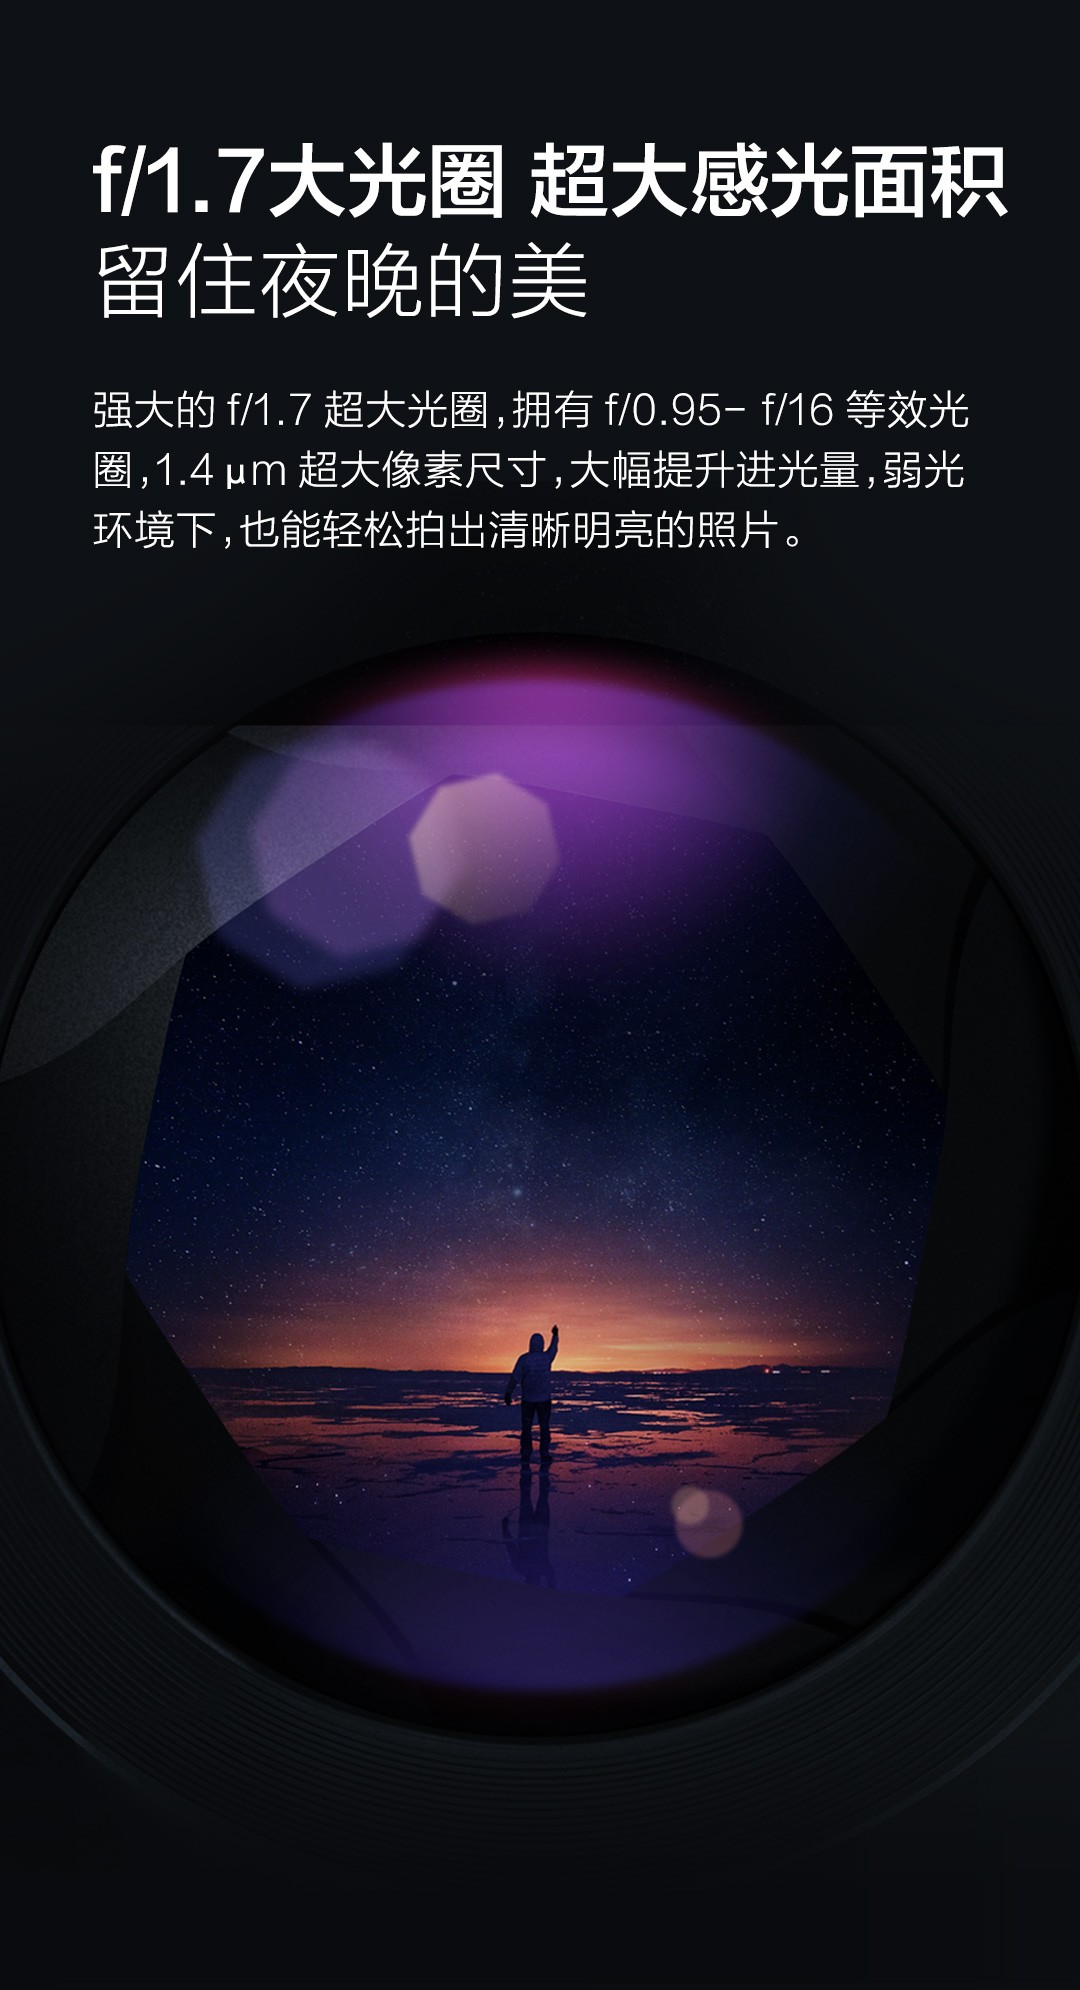 f/1.7大光圈 超大感光面积
留住夜晚的美
强大的 f/1.7 超大光圈,拥有 f/0.95– f/16 等效光
圈,1.4 μm 超大像素尺寸,大幅提升进光量,弱光
环境下,也能轻松拍出清晰明亮的照片。